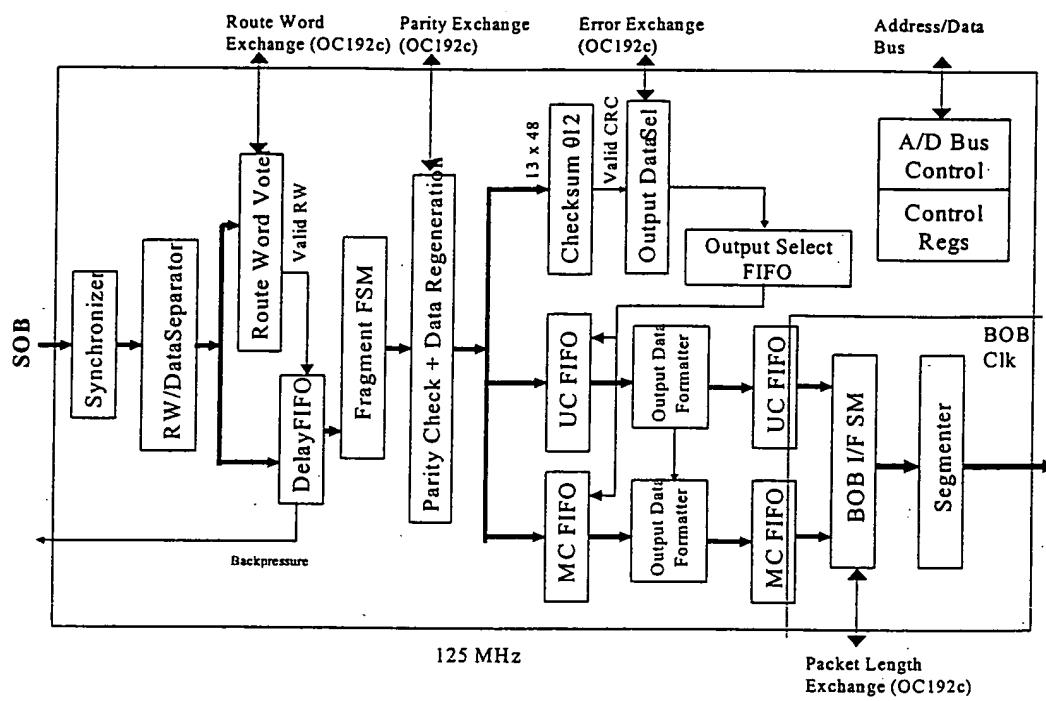 Route Word
Exchange (OC192c)
Parity Exchange
(OC192c)
Error Exchange
(OC192c)
Address/Data
Bus
SOB
Synchronizer
RW/DataSeparator
Route Word Voter
Valid RW
DelayFIFO
Backpressure
Fragment FSM
Parity Check + Data Regeneration
13 x 48
Checksum 012
Valid CRC
Output DataSel
Output Select
FIFO
A/D Bus
Control
Control
Regs
UC FIFO
Output Data
Formatter
UC FIFO
MC FIFO
Output Data
Formatter
MC FIFO
BOB I/F SM
Segmenter
BOB
Clk
125 MHz
Packet Length
Exchange (OC192c)